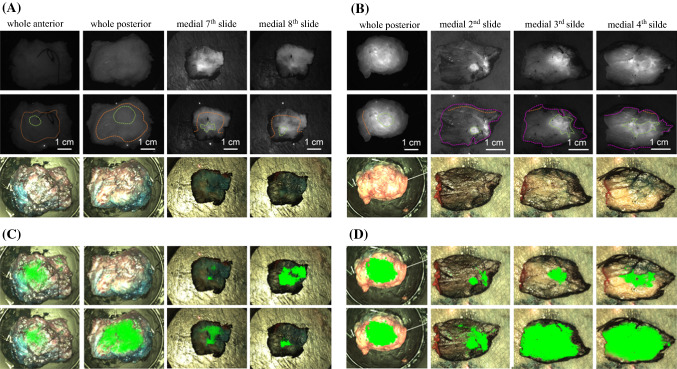 (A)
whole anterior whole posterior medial 7th slide medial 8th slide
1 cm 1 cm 1 cm 1 cm
(B)
whole posterior medial 2nd slide medial 3rd silde medial 4th silde
1 cm 1 cm 1 cm 1 cm
(C)
(D)